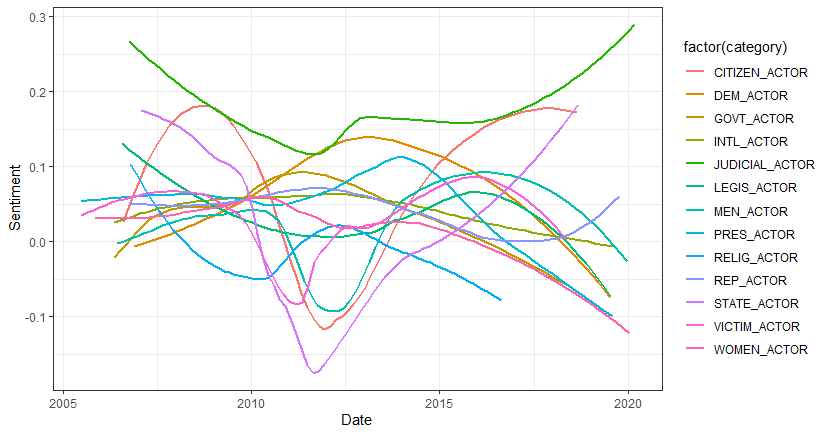 0.3
0.2
0.1
0.0
-0.1
Sentiment
2005 2010 2015 2020
Date
factor(category)
CITIZEN_ACTOR
DEM_ACTOR
GOVT_ACTOR
INTL_ACTOR
JUDICIAL_ACTOR
LEGIS_ACTOR
MEN_ACTOR
PRES_ACTOR
RELIG_ACTOR
REP_ACTOR
STATE_ACTOR
VICTIM_ACTOR
WOMEN_ACTOR